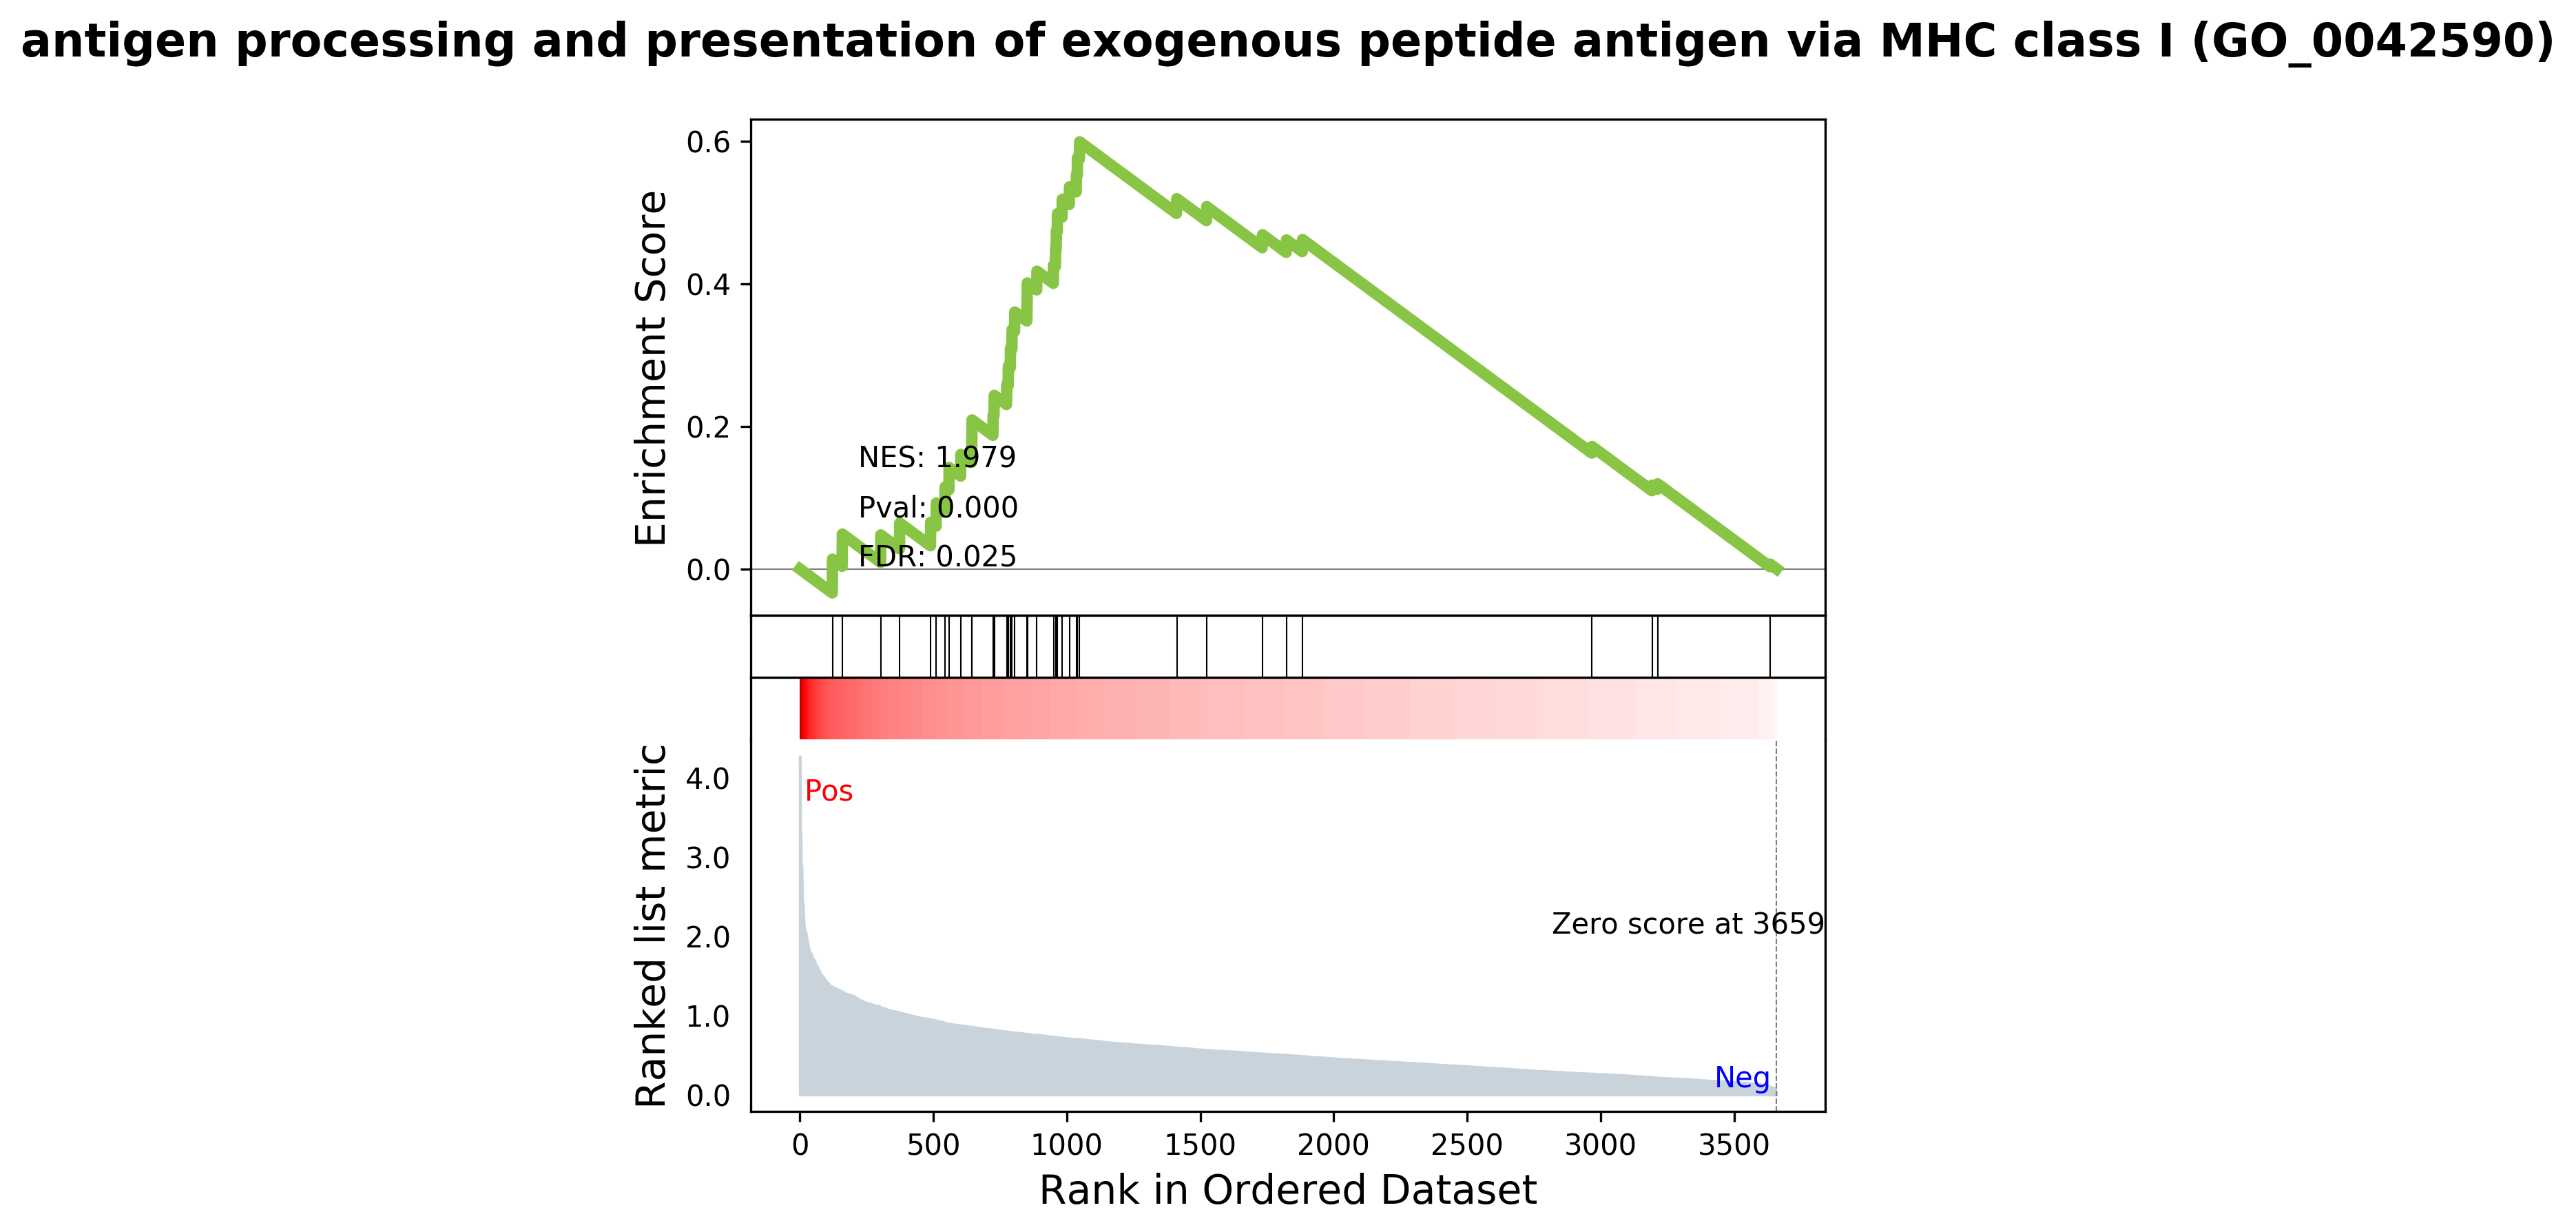 antigen processing and presentation of exogenous peptide antigen via MHC class I (GO_0042590)
Enrichment Score
0.6
0.4
0.2
0.0
NES: 1.979
Pval: 0.000
FDR: 0.025
Ranked list metric
4.0
3.0
2.0
1.0
0.0
Pos
Zero score at 3659
Neg
0 500 1000 1500 2000 2500 3000 3500
Rank in Ordered Dataset